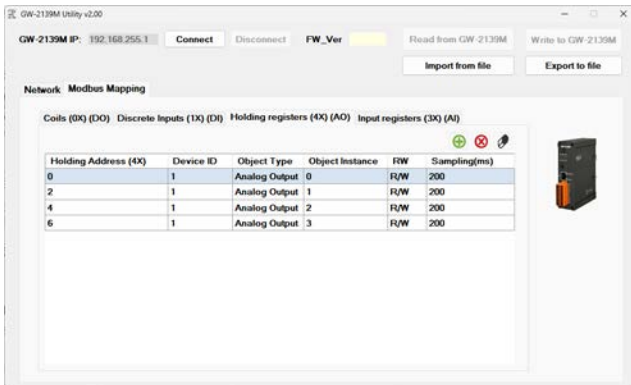 GW-2139M Utility v2.00
GW-2139M IP: 192.168.255.1 Connect Disconnect FW_Ver Read from GW-2139M Write to GW-2139M
Import from file Export to file
Network Modbus Mapping
Coils (0X) (DO) Discrete Inputs (1X) (DI) Holding registers (4X) (AO) Input registers (3X) (AI)
Holding Address (4X) Device ID Object Type Object Instance RW Sampling(ms)
0 1 Analog Output 0 R/W 200
2 1 Analog Output 1 R/W 200
4 1 Analog Output 2 R/W 200
6 1 Analog Output 3 R/W 200